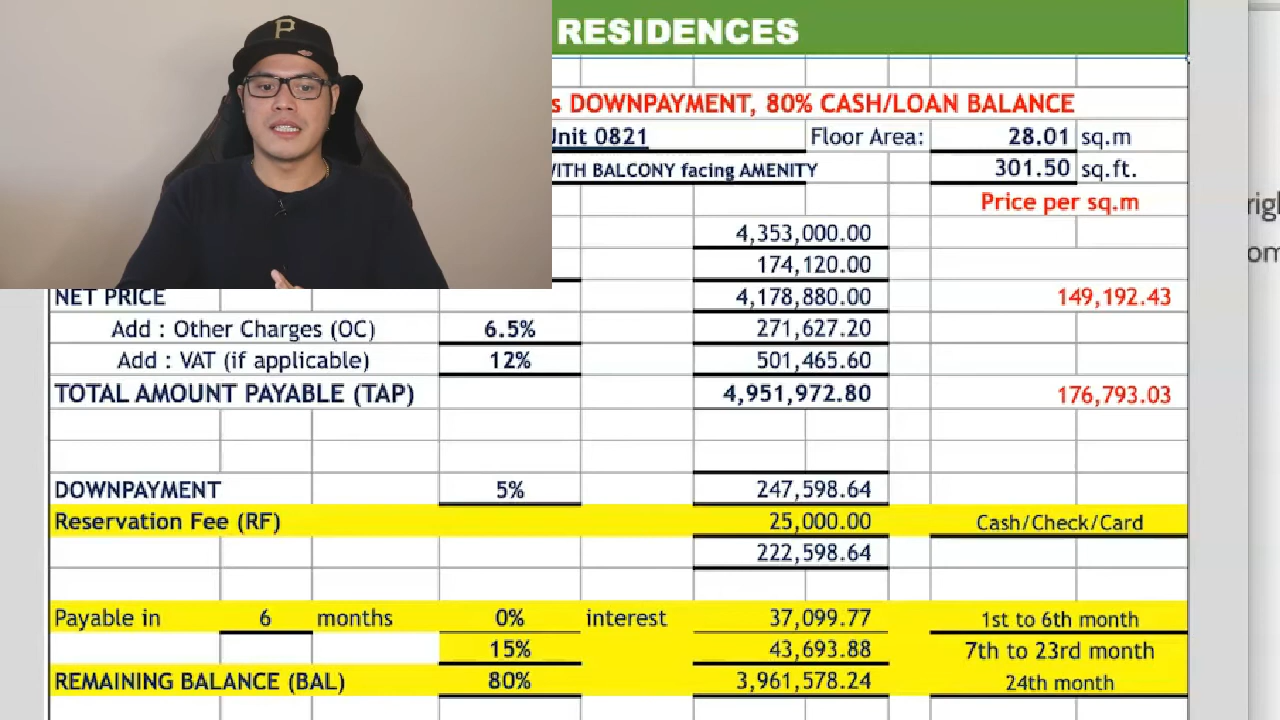 P
RESIDENCES
s DOWNPAYMENT, 80% CASH/LOAN BALANCE
Unit 0821 Floor Area: 28.01 sq.m
WITH BALCONY facing AMENITY 301.50 sq.ft.
Price per sq.m
4,353,000.00
174,120.00
NET PRICE 4,178,880.00 149,192.43
Add : Other Charges (OC) 6.5% 271,627.20
Add : VAT (if applicable) 12% 501,465.60
TOTAL AMOUNT PAYABLE (TAP) 4,951,972.80 176,793.03
DOWNPAYMENT 5% 247,598.64
Reservation Fee (RF) 25,000.00 Cash/Check/Card
222,598.64
Payable in 6 months 0% interest 37,099.77 1st to 6th month
15% 43,693.88 7th to 23rd month
REMAINING BALANCE (BAL) 80% 3,961,578.24 24th month